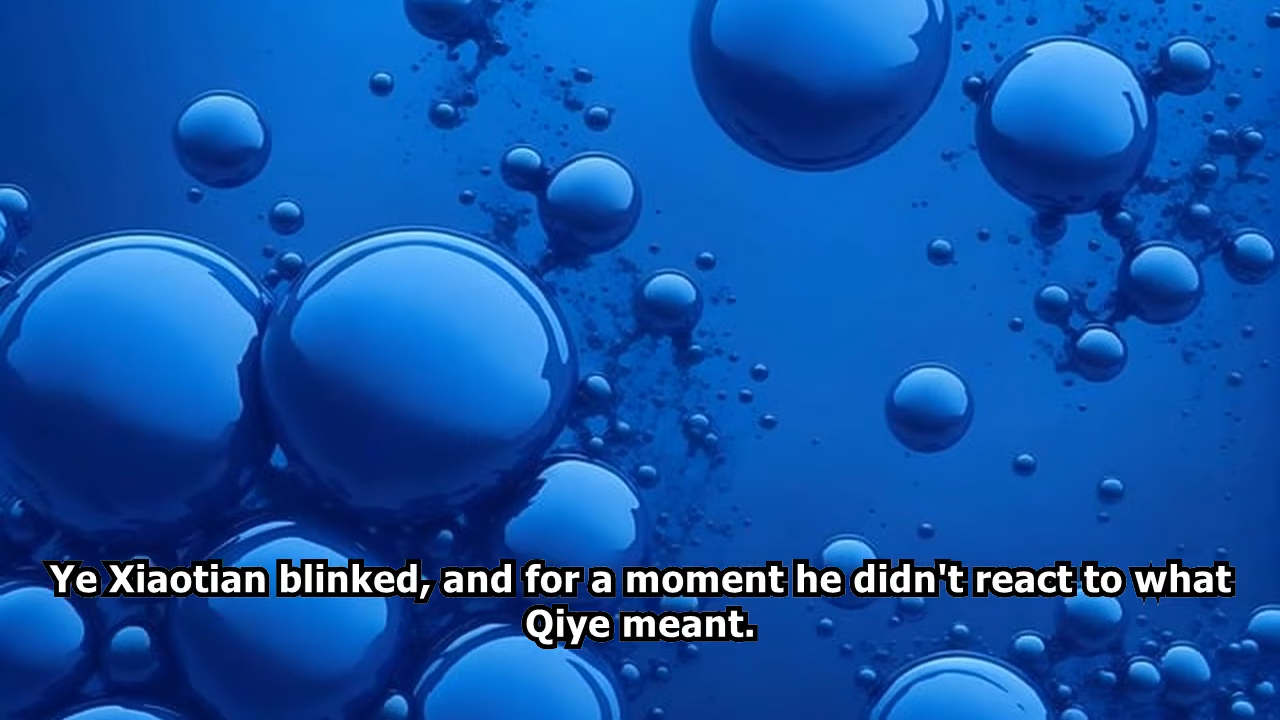 Ye Xiaotian blinked, and for a moment he didn't react to what
Qiye meant.